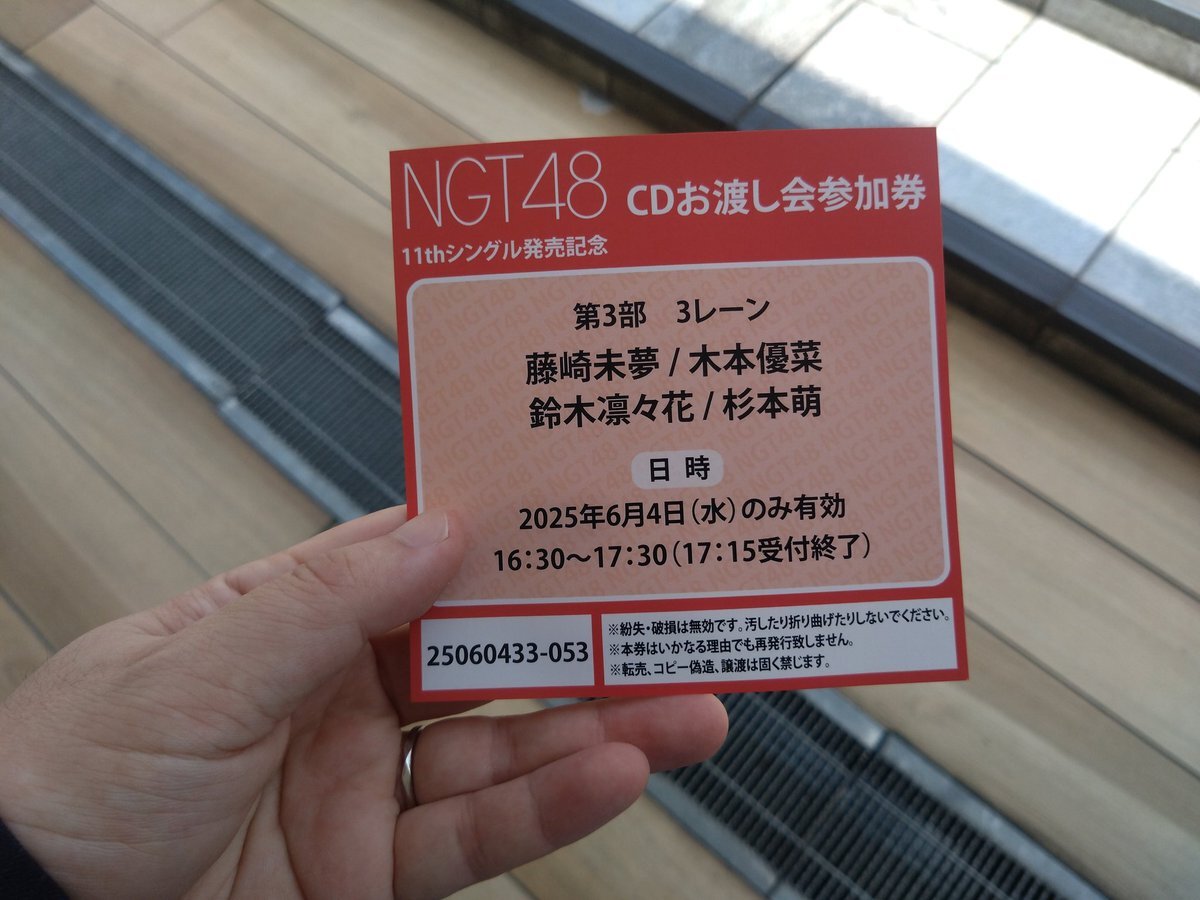 NGT48 CDお渡し会参加券
11thシングル発売記念
第3部 3レーン
藤崎未夢 / 木本優菜
鈴木凛々花 / 杉本萌
日 時
2025年6月4日(水)のみ有効
16:30〜17:30(17:15受付終了)
25060433-053
※紛失・破損は無効です。汚したり折り曲げたりしないでください。
※本券はいかなる理由でも再発行致しません。
※転売、コピー偽造、譲渡は固く禁じます。